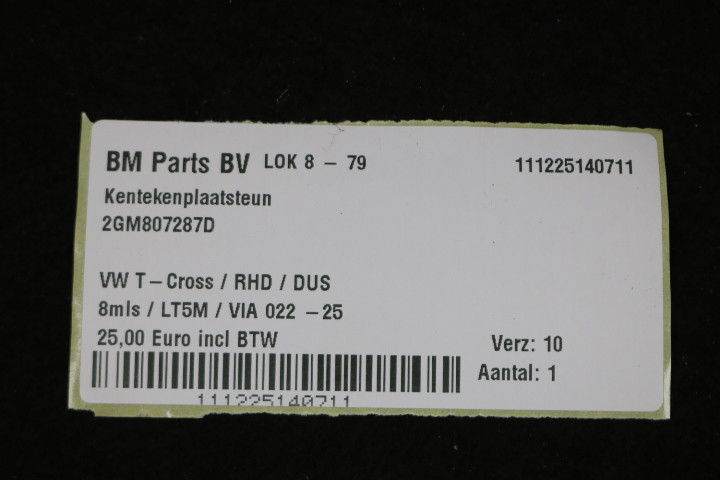 BM Parts BV LOK 8 - 79 111225140711
Kentekenplaatsteun
2GM807287D
VW T-Cross / RHD / DUS
8mls / LT5M / VIA 022 -25
25,00 Euro incl BTW Verz: 10
Aantal: 1
111225140711